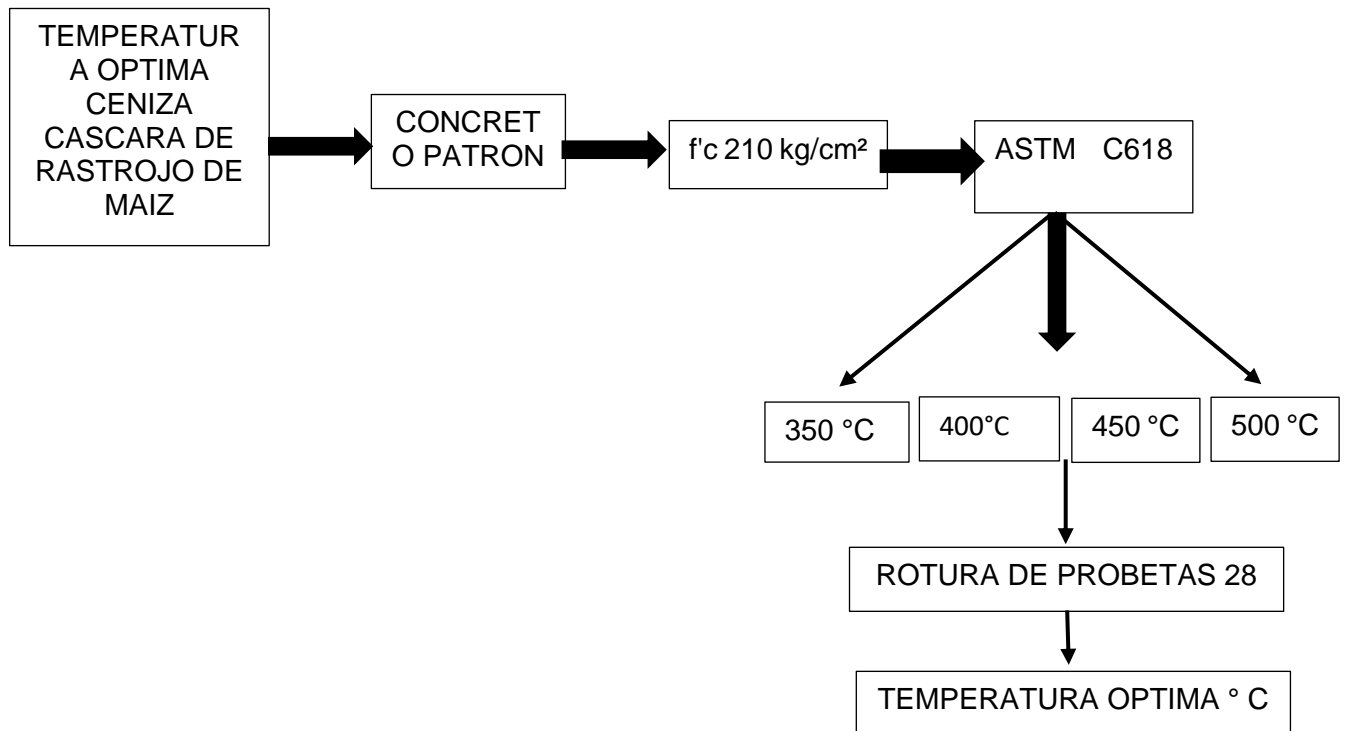 TEMPERATUR
A OPTIMA
CENIZA
CASCARA DE
RASTROJO DE
MAIZ
CONCRET
O PATRON
f'c 210 kg/cm²
ASTM C618
350 °C
400°C
450 °C
500 °C
ROTURA DE PROBETAS 28
TEMPERATURA OPTIMA ° C